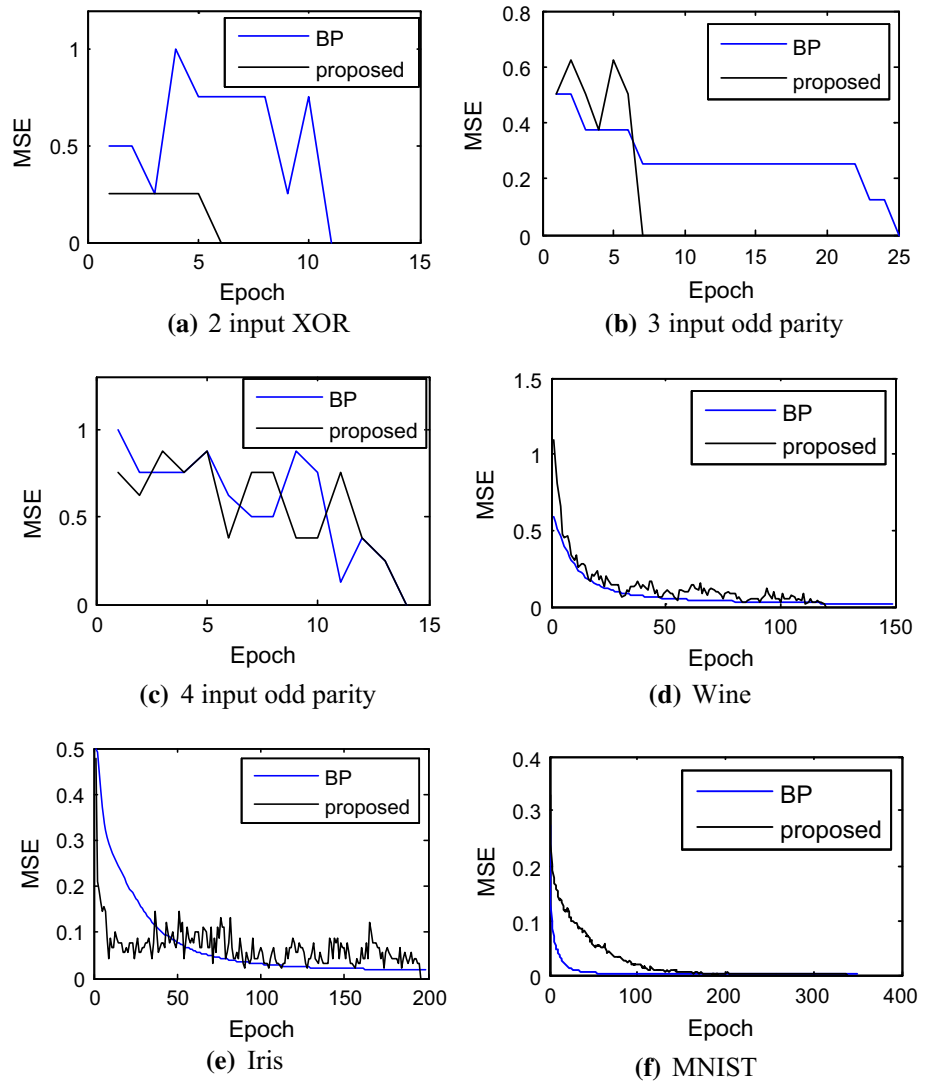 BP
proposed
MSE
1
0.5
0
0 5 10 15
Epoch
(a) 2 input XOR
BP
proposed
MSE
0.8
0.6
0.4
0.2
0
0 5 10 15 20 25
Epoch
(b) 3 input odd parity
BP
proposed
MSE
1
0.5
0
0 5 10 15
Epoch
(c) 4 input odd parity
BP
proposed
MSE
1.5
1
0.5
0
0 50 100 150
Epoch
(d) Wine
BP
proposed
MSE
0.5
0.4
0.3
0.2
0.1
0
0 50 100 150 200
Epoch
(e) Iris
BP
proposed
MSE
0.4
0.3
0.2
0.1
0
0 100 200 300 400
Epoch
(f) MNIST